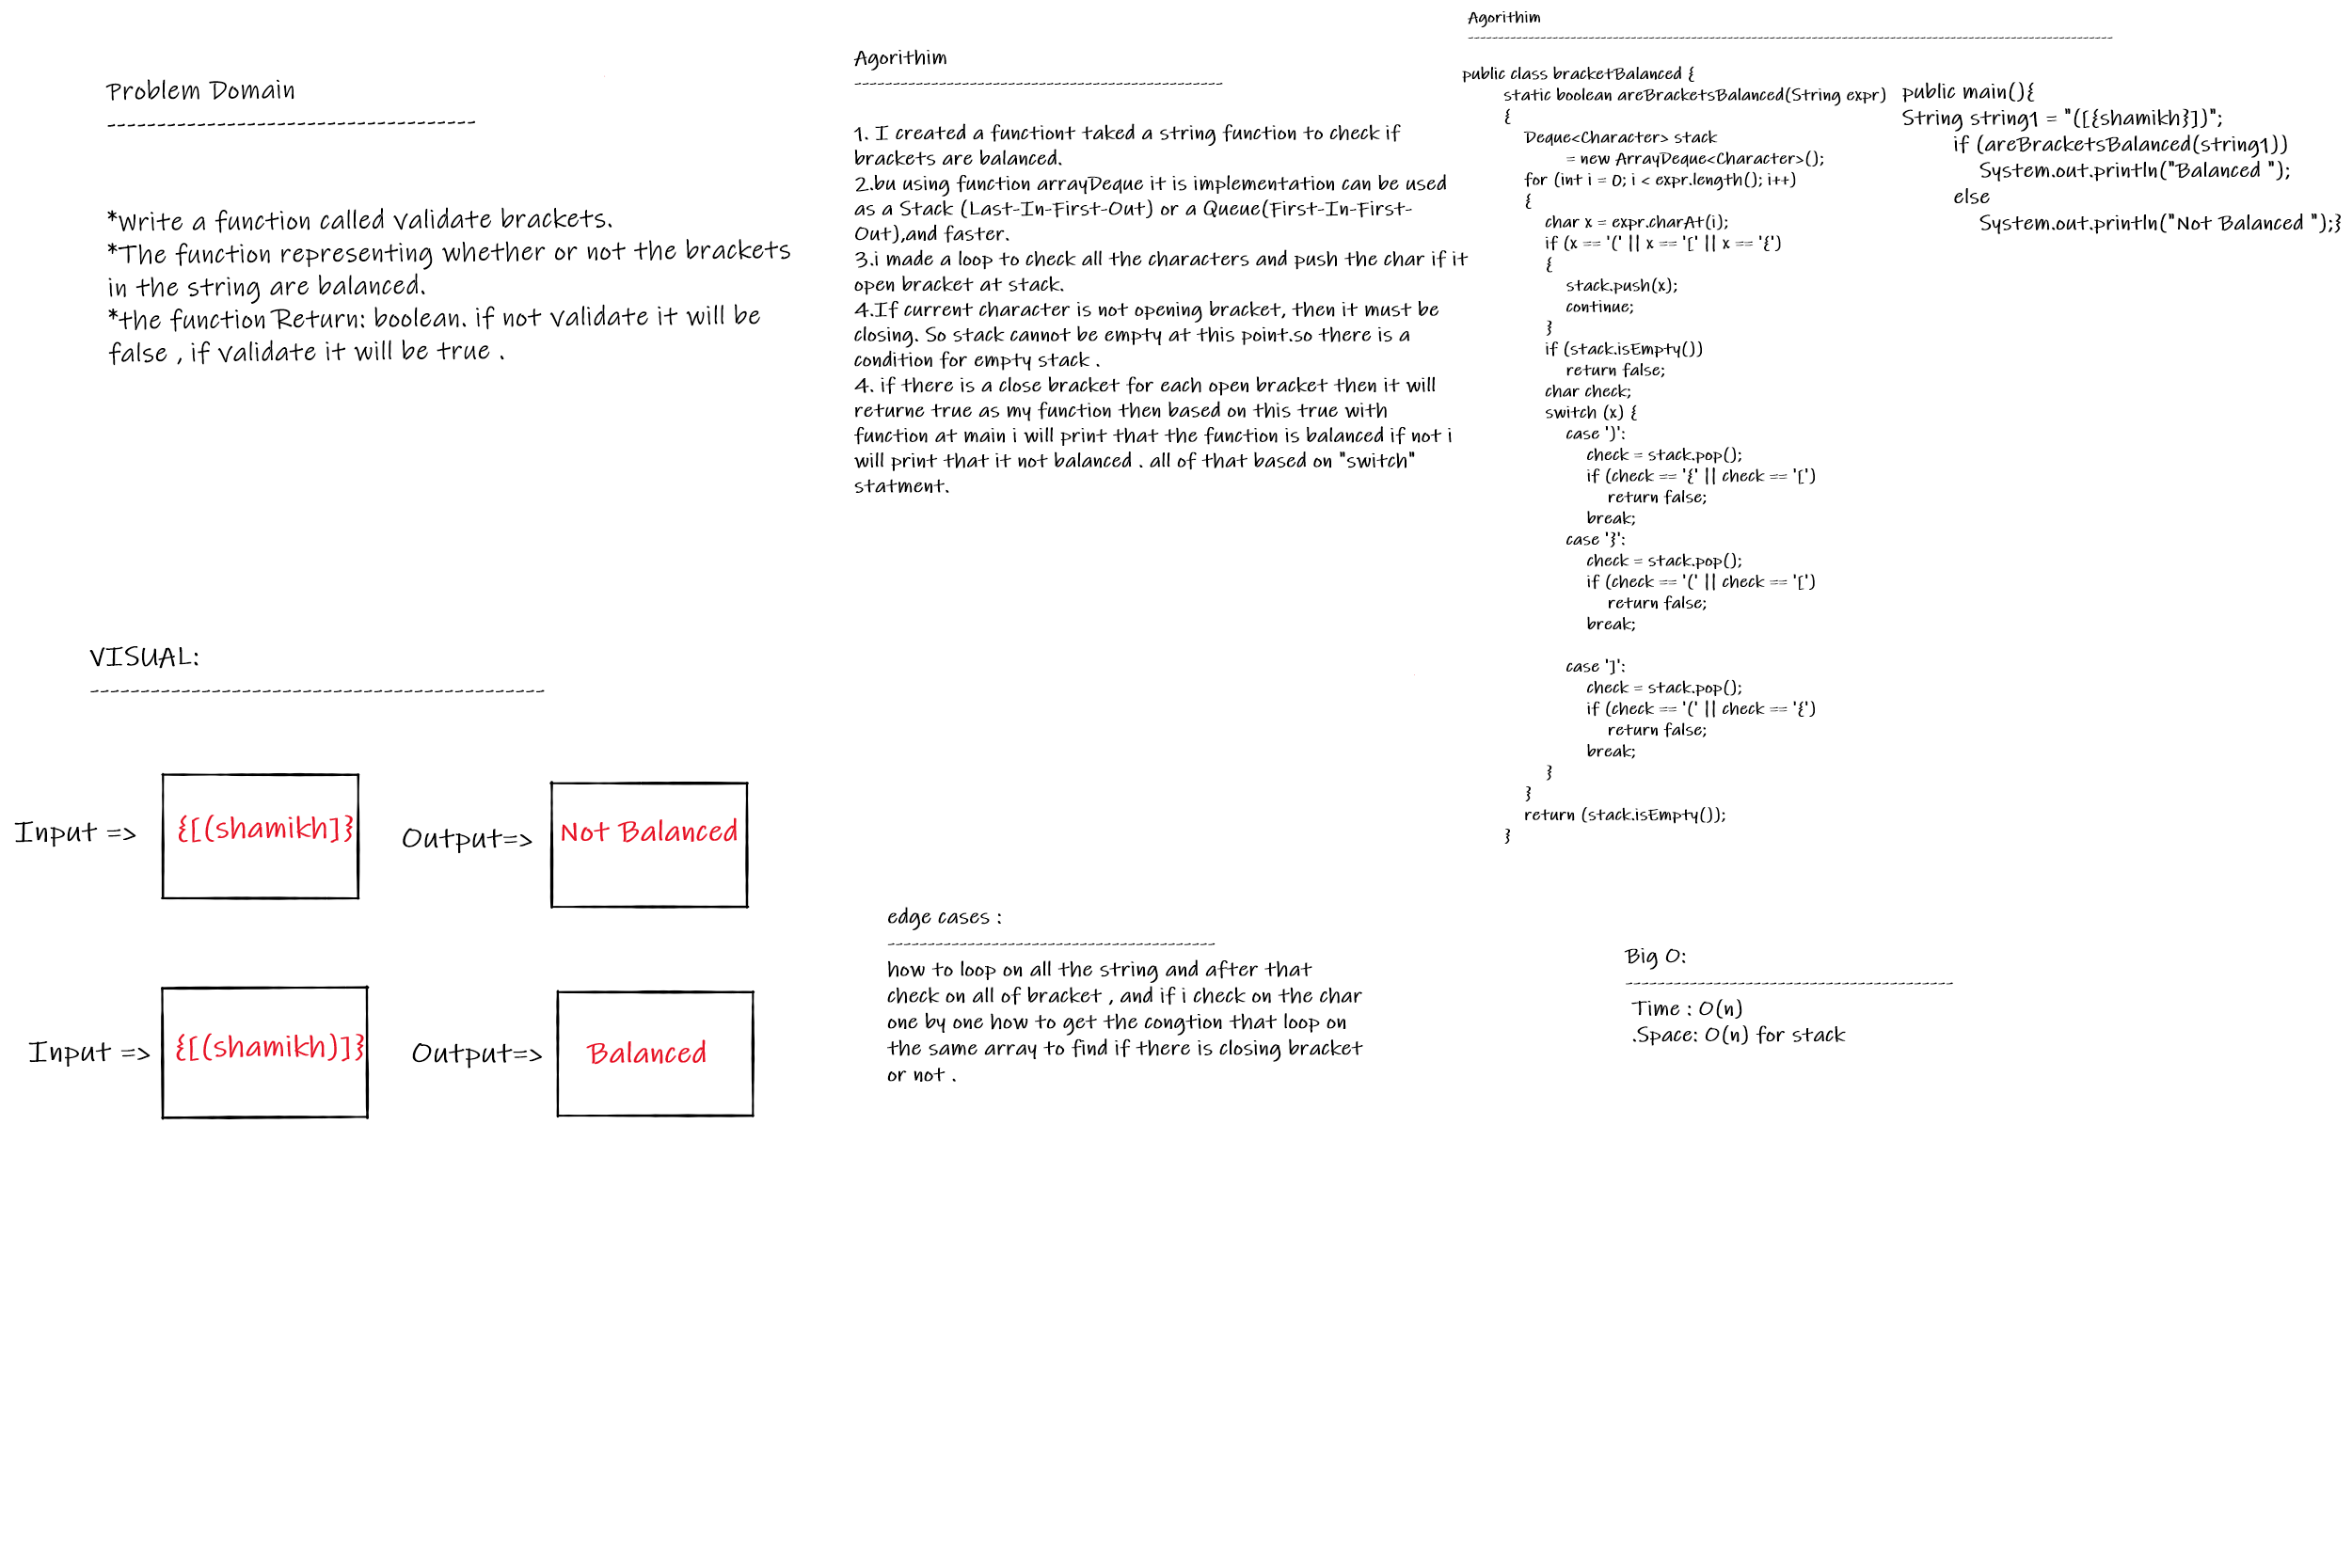 Problem Domain
-------------------------------------
*Write a function called validate brackets.
*The function representing whether or not the brackets
in the string are balanced.
*the function Return: boolean. if not validate it will be
false , if validate it will be true .
VISUAL:
---------------------------------------------
Input =>
{[(shamikh]}
Output=>
Not Balanced
Input =>
{[(shamikh)]}
Output=>
Balanced
Agorithim
------------------------------------------------
1. I created a functiont taked a string function to check if
brackets are balanced.
2.bu using function arrayDeque it is implementation can be used
as a Stack (Last-In-First-Out) or a Queue(First-In-First-
Out),and faster.
3.i made a loop to check all the characters and push the char if it
open bracket at stack.
4.If current character is not opening bracket, then it must be
closing. So stack cannot be empty at this point.so there is a
condition for empty stack .
4. if there is a close bracket for each open bracket then it will
returne true as my function then based on this true with
function at main i will print that the function is balanced if not i
will print that it not balanced . all of that based on "switch"
statment.
edge cases :
-----------------------------------------
how to loop on all the string and after that
check on all of bracket , and if i check on the char
one by one how to get the congtion that loop on
the same array to find if there is closing bracket
or not .
Agorithim
------------------------------------------------------------------------------------------------------------
public class bracketBalanced {
static boolean areBracketsBalanced(String expr)
{
Deque<Character> stack
= new ArrayDeque<Character>();
for (int i = 0; i < expr.length(); i++)
{
char x = expr.charAt(i);
if (x == '(' || x == '[' || x == '{')
{
stack.push(x);
continue;
}
if (stack.isEmpty())
return false;
char check;
switch (x) {
case ')':
check = stack.pop();
if (check == '{' || check == '[')
return false;
break;
case '}':
check = stack.pop();
if (check == '(' || check == '[')
return false;
break;
case ']':
check = stack.pop();
if (check == '(' || check == '{')
return false;
break;
}
}
return (stack.isEmpty());
}
public main(){
String string1 = "([{shamikh}])";
if (areBracketsBalanced(string1))
System.out.println("Balanced ");
else
System.out.println("Not Balanced ");}
Big O:
-----------------------------------------
Time : O(n)
.Space: O(n) for stack